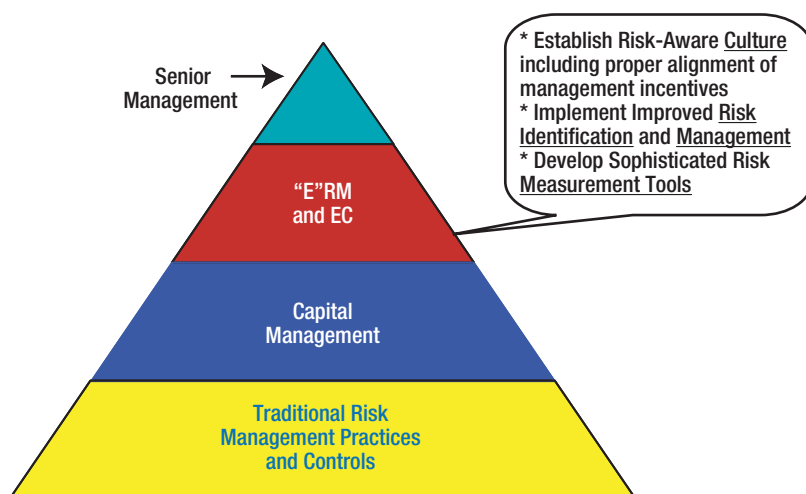 Senior
Management
* Establish Risk-Aware Culture
including proper alignment of
management incentives
* Implement Improved Risk
Identification and Management
* Develop Sophisticated Risk
Measurement Tools
“E”RM
and EC
Capital
Management
Traditional Risk
Management Practices
and Controls